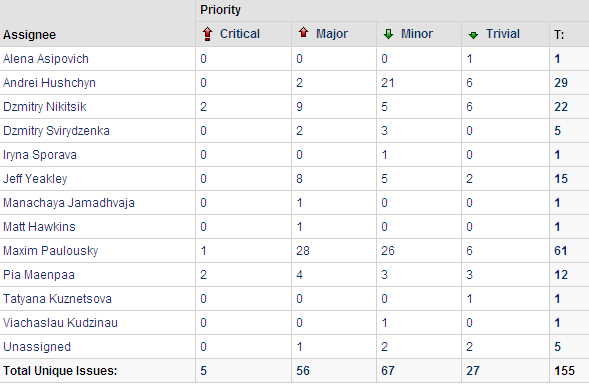 Priority
Assignee Critical Major Minor Trivial T:
Alena Asipovich 0 0 0 1 1
Andrei Hushchyn 0 2 21 6 29
Dzmitry Nikitsik 2 9 5 6 22
Dzmitry Svirydzenka 0 2 3 0 5
Iryna Sporava 0 0 1 0 1
Jeff Yeakley 0 8 5 2 15
Manachaya Jamadhvaja 0 1 0 0 1
Matt Hawkins 0 1 0 0 1
Maxim Paulousky 1 28 26 6 61
Pia Maenpaa 2 4 3 3 12
Tatyana Kuznetsova 0 0 0 1 1
Viachaslau Kudzinau 0 0 1 0 1
Unassigned 0 1 2 2 5
Total Unique Issues: 5 56 67 27 155